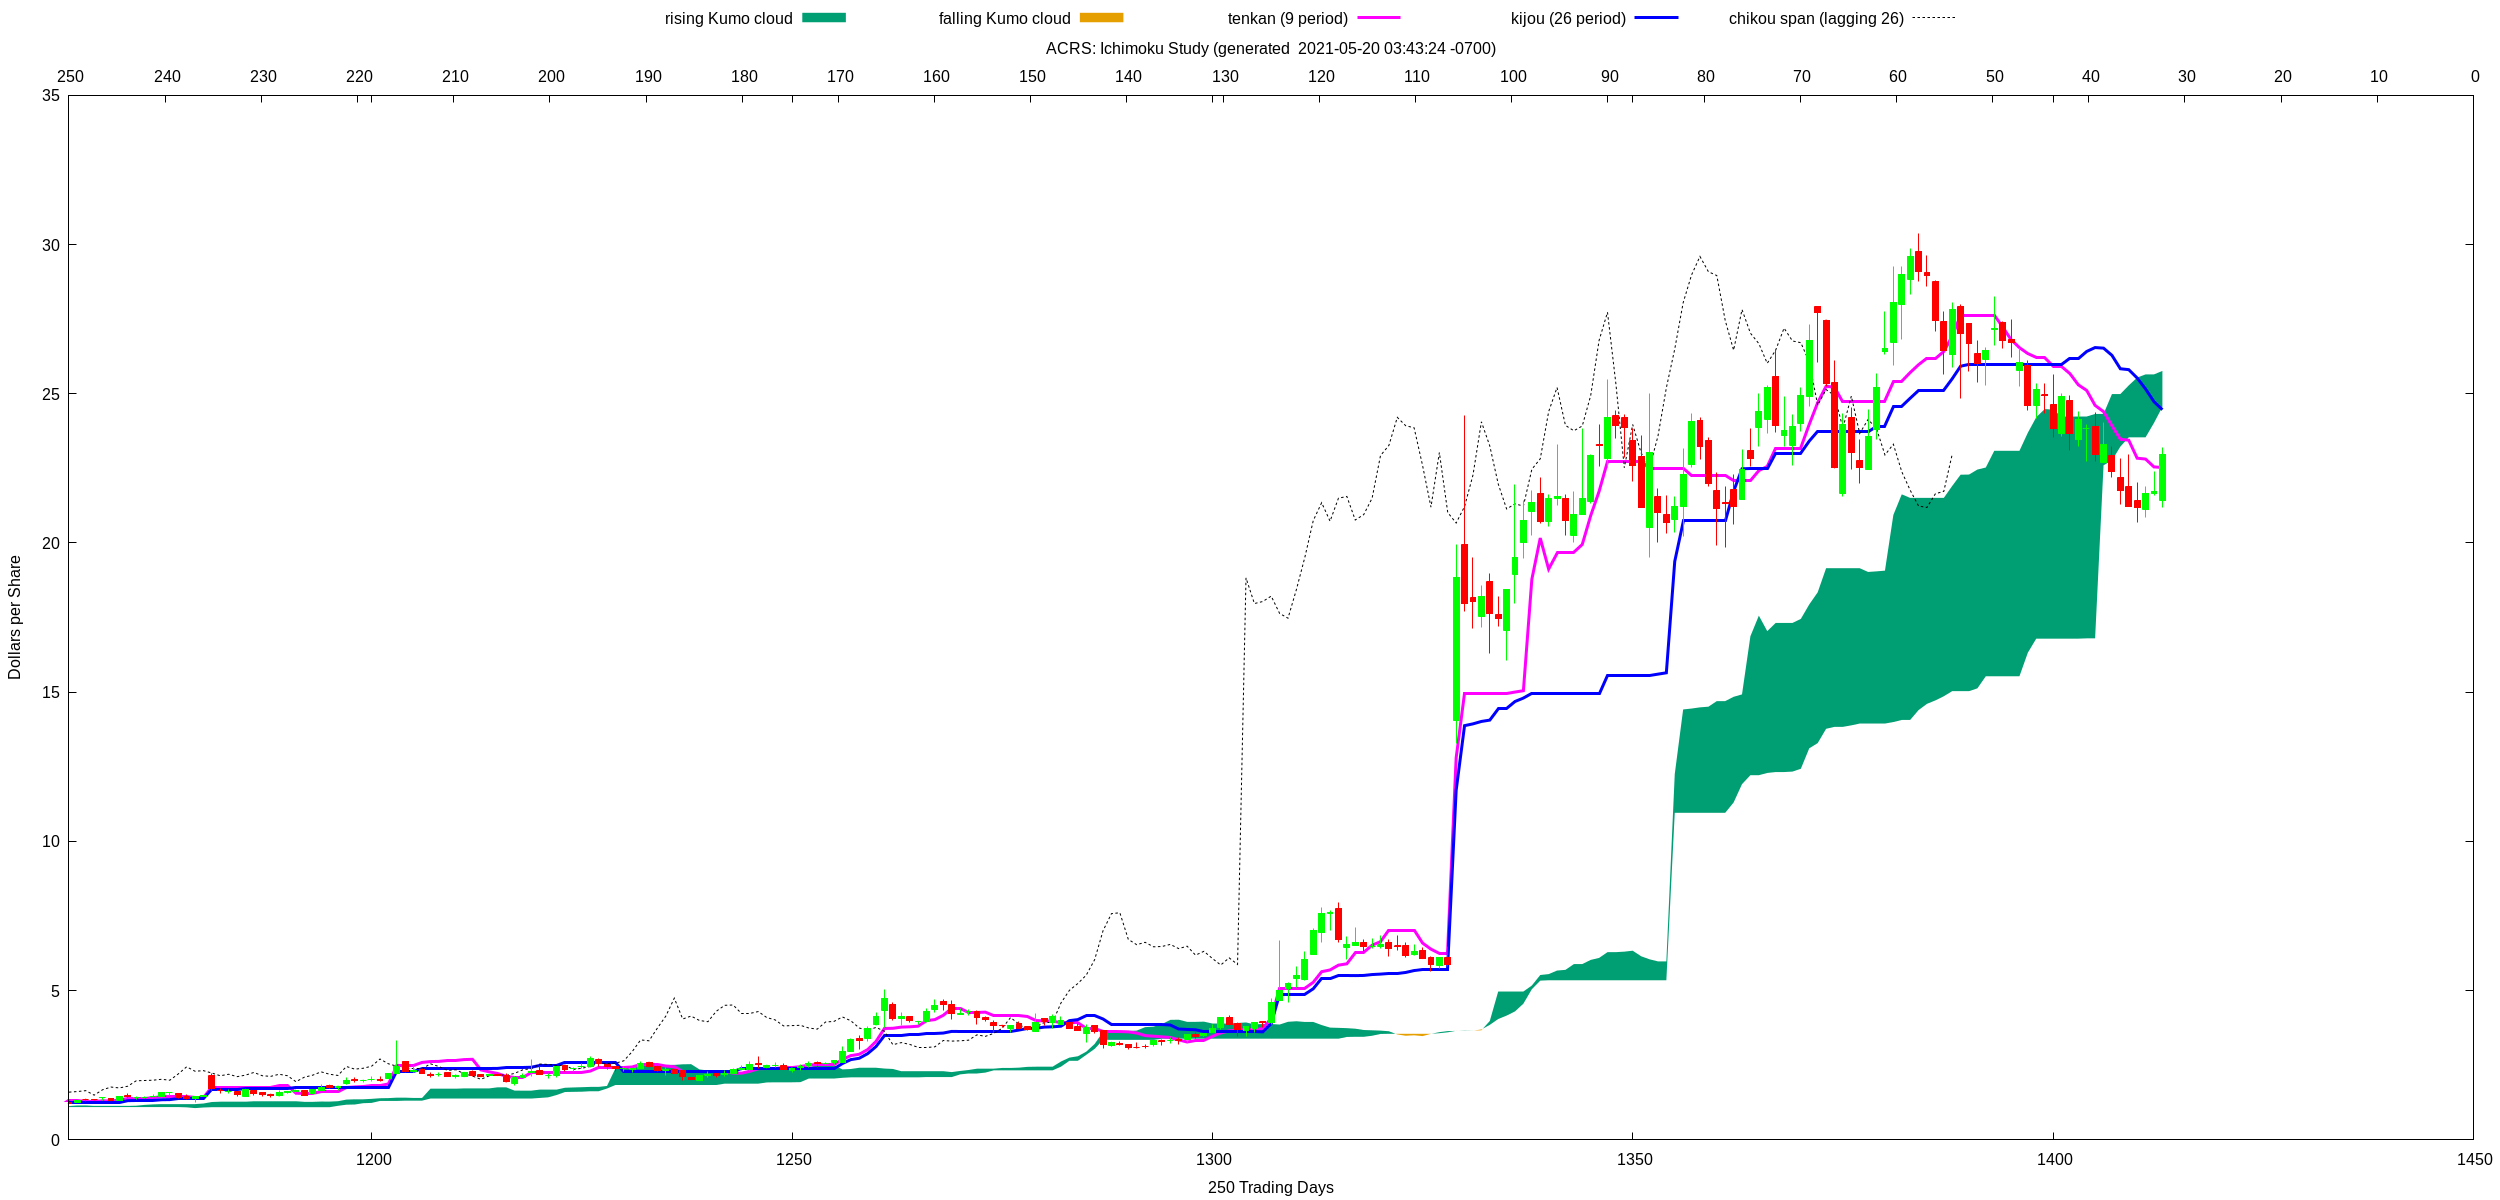 rising Kumo cloud falling Kumo cloud tenkan (9 period) kijou (26 period) chikou span (lagging 26)
ACRS: Ichimoku Study (generated  2021-05-20 03:43:24 -0700)
250 240 230 220 210 200 190 180 170 160 150 140 130 120 110 100 90 80 70 60 50 40 30 20 10 0
35
30
25
20
15
10
5
0
Dollars per Share
1200 1250 1300 1350 1400 1450
250 Trading Days